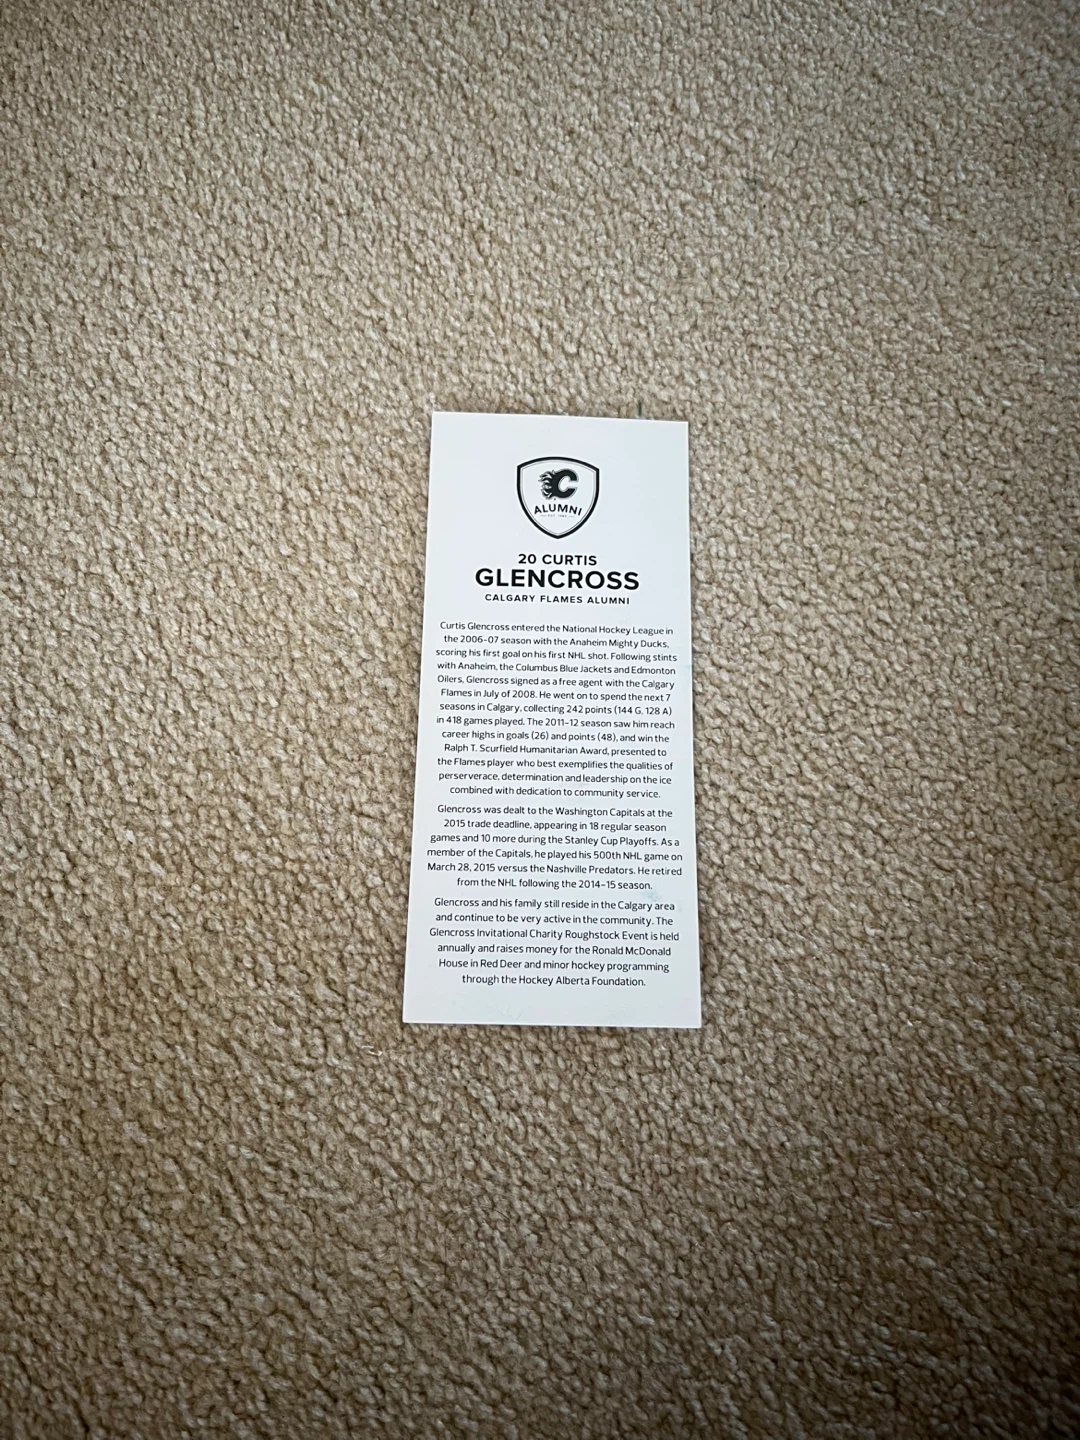 C
ALUMNI
20 CURTIS
GLENCROSS
CALGARY FLAMES ALUMNI
Curtis Glencross entered the National Hockey League in
the 2006-07 season with the Anaheim Mighty Ducks,
scoring his first goal on his first NHL shot. Following stints
with Anaheim, the Columbus Blue Jackets and Edmonton
Oilers, Glencross signed as a free agent with the Calgary
Flames in July of 2008. He went on to spend the next 7
seasons in Calgary, collecting 242 points (144 G, 128 A)
in 418 games played. The 2011-12 season saw him reach
career highs in goals (26) and points (48), and win the
Ralph T. Scurfield Humanitarian Award, presented to
the Flames player who best exemplifies the qualities of
perserverace, determination and leadership on the ice
combined with dedication to community service.
Glencross was dealt to the Washington Capitals at the
2015 trade deadline, appearing in 18 regular season
games and 10 more during the Stanley Cup Playoffs. As a
member of the Capitals, he played his 500th NHL game on
March 28, 2015 versus the Nashville Predators. He retired
from the NHL following the 2014-15 season.
Glencross and his family still reside in the Calgary area
and continue to be very active in the community. The
Glencross Invitational Charity Roughstock Event is held
annually and raises money for the Ronald McDonald
House in Red Deer and minor hockey programming
through the Hockey Alberta Foundation.